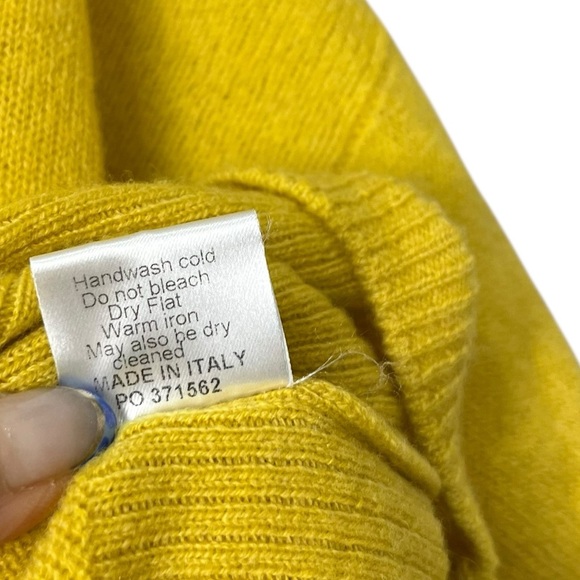 Handwash cold
Do not bleach
Dry Flat
Warm iron
May also be dry
cleaned
MADE IN ITALY
PO 371562